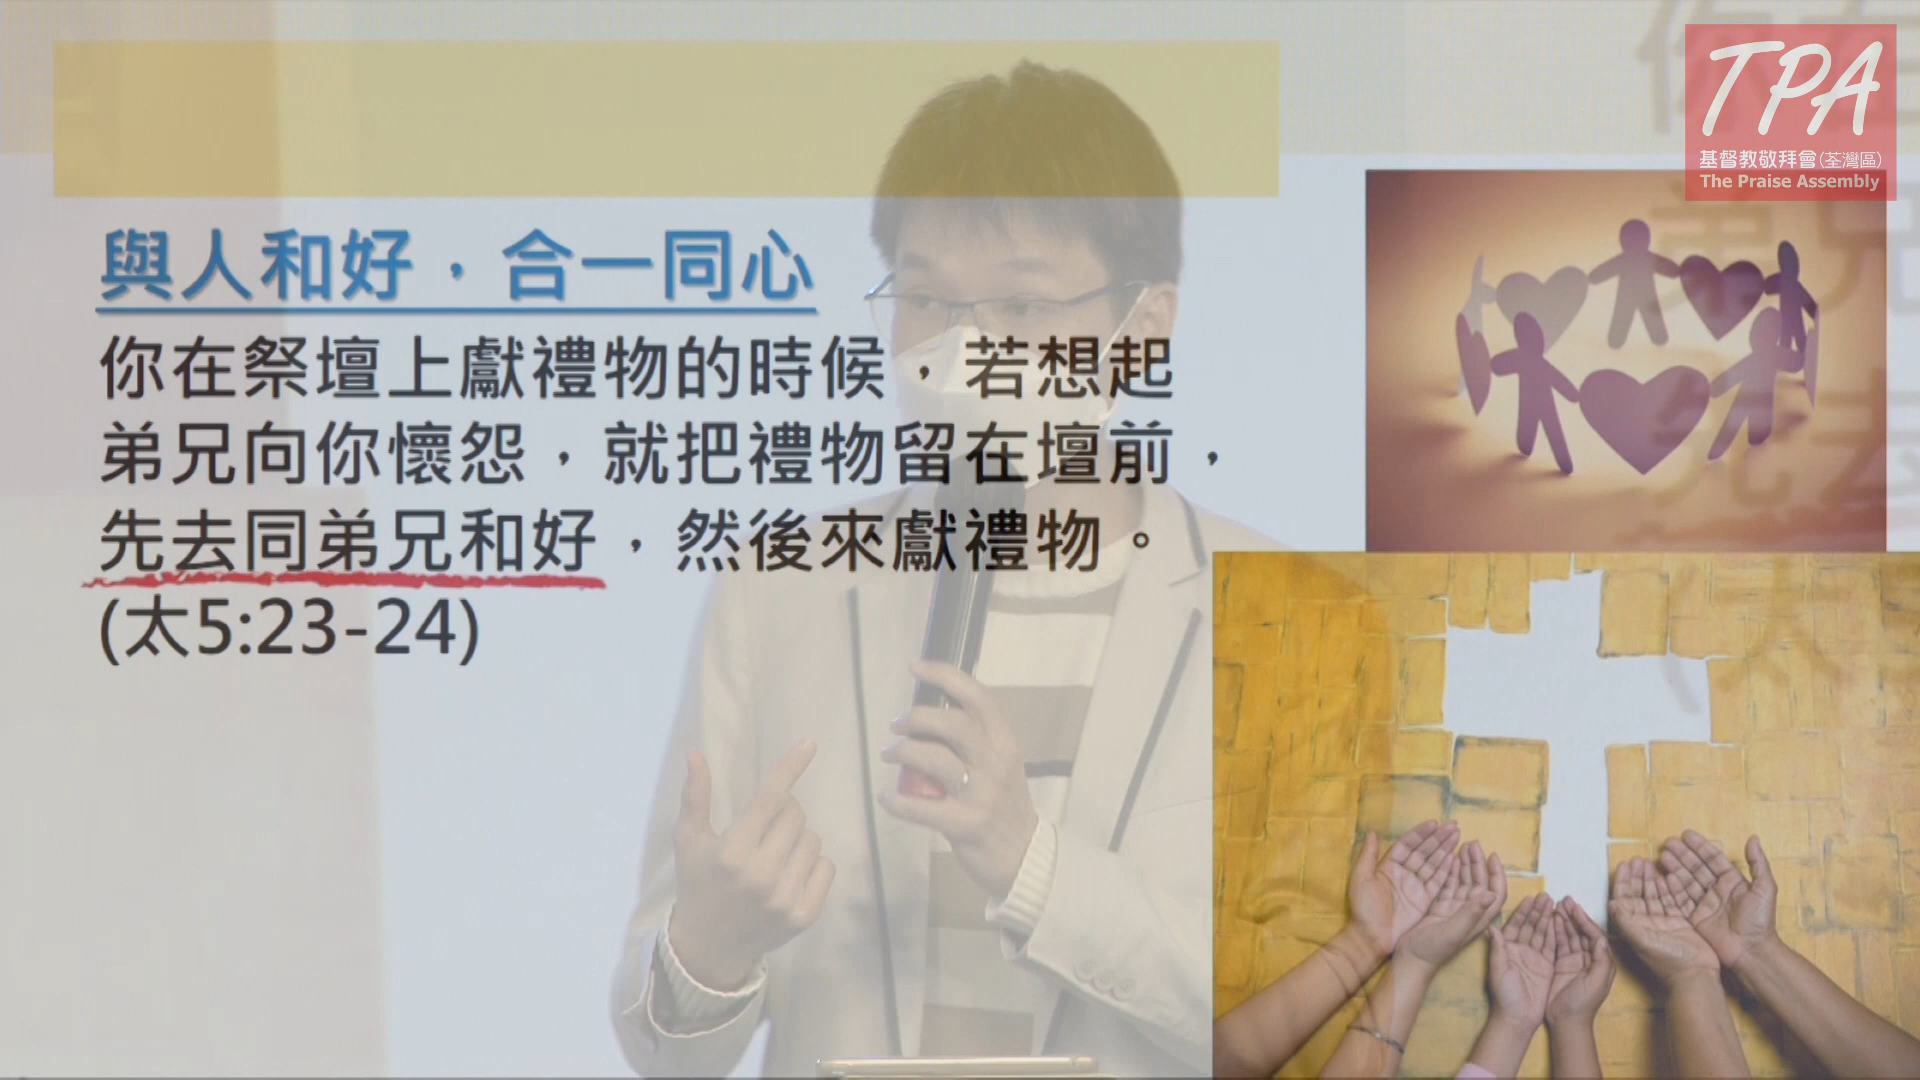 與人和好，合一同心
你在祭壇上獻禮物的時候，若想起
弟兄向你懷怨，就把禮物留在壇前，
先去同弟兄和好，然後來獻禮物。
(太5:23-24)
TPA
基督教敬拜會(荃灣區)
The Praise Assembly